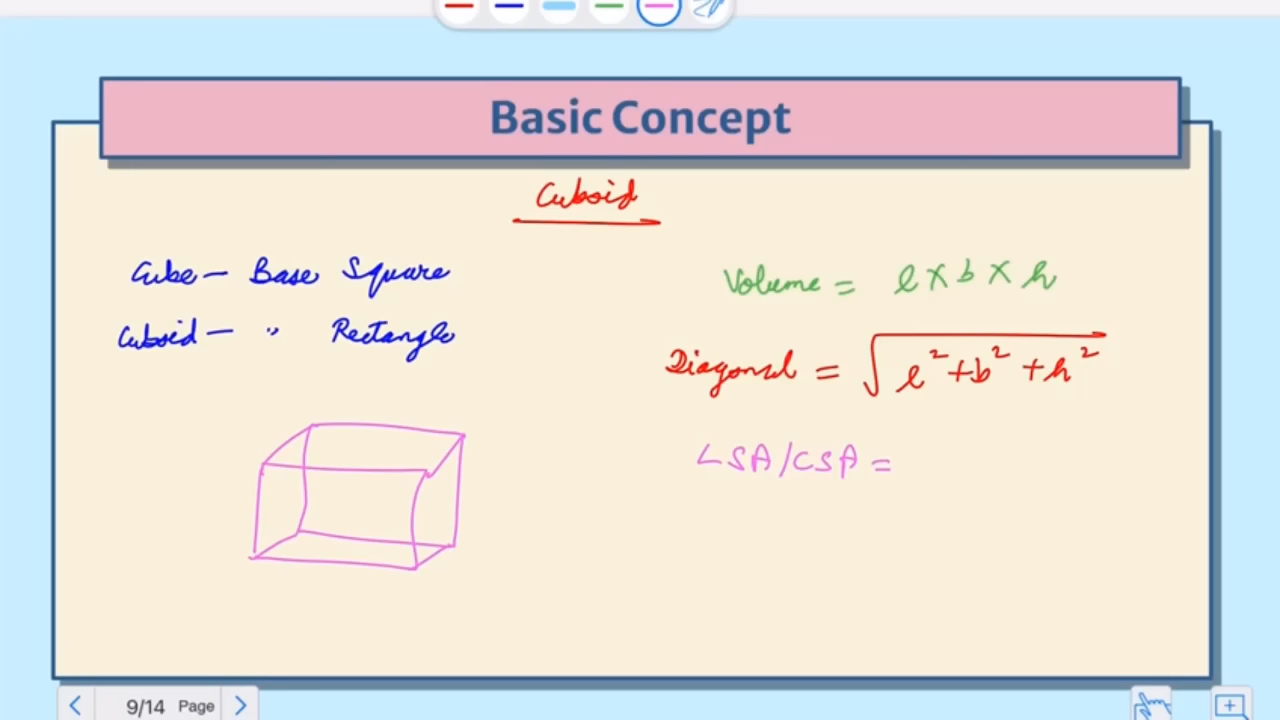 Basic Concept
Cuboid
Cube - Base Square
Cuboid - " Rectangle
Volume = l × b × h
Diagonal = √l² + b² + h²
LSA/CSA =
9/14 Page